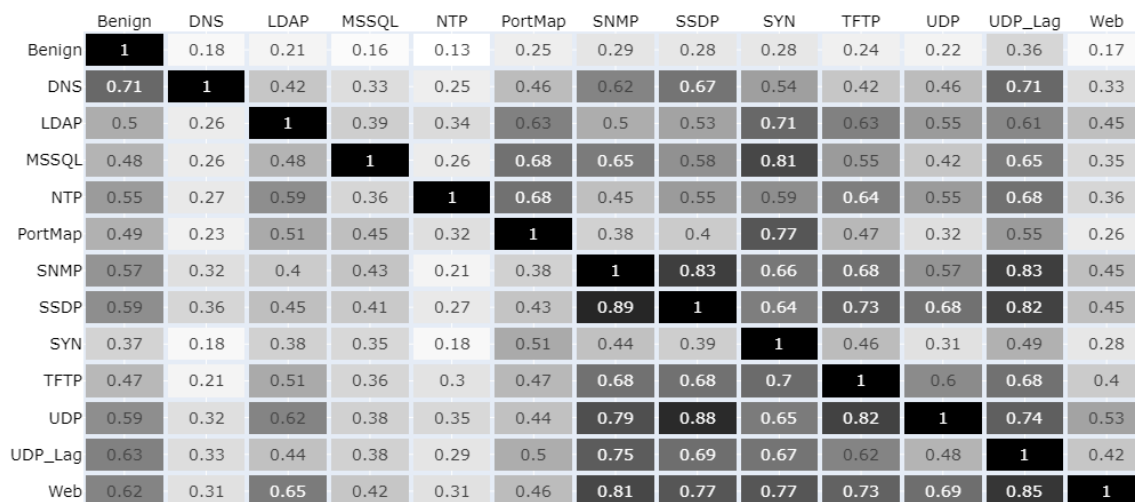 Benign DNS LDAP MSSQL NTP PortMap SNMP SSDP SYN TFTP UDP UDP_Lag Web
Benign 1 0.18 0.21 0.16 0.13 0.25 0.29 0.28 0.28 0.24 0.22 0.36 0.17
DNS 0.71 1 0.42 0.33 0.25 0.46 0.62 0.67 0.54 0.42 0.46 0.71 0.33
LDAP 0.5 0.26 1 0.39 0.34 0.63 0.5 0.53 0.71 0.63 0.55 0.61 0.45
MSSQL 0.48 0.26 0.48 1 0.26 0.68 0.65 0.58 0.81 0.55 0.42 0.65 0.35
NTP 0.55 0.27 0.59 0.36 1 0.68 0.45 0.55 0.59 0.64 0.55 0.68 0.36
PortMap 0.49 0.23 0.51 0.45 0.32 1 0.38 0.4 0.77 0.47 0.32 0.55 0.26
SNMP 0.57 0.32 0.4 0.43 0.21 0.38 1 0.83 0.66 0.68 0.57 0.83 0.45
SSDP 0.59 0.36 0.45 0.41 0.27 0.43 0.89 1 0.64 0.73 0.68 0.82 0.45
SYN 0.37 0.18 0.38 0.35 0.18 0.51 0.44 0.39 1 0.46 0.31 0.49 0.28
TFTP 0.47 0.21 0.51 0.36 0.3 0.47 0.68 0.68 0.7 1 0.6 0.68 0.4
UDP 0.59 0.32 0.62 0.38 0.35 0.44 0.79 0.88 0.65 0.82 1 0.74 0.53
UDP_Lag 0.63 0.33 0.44 0.38 0.29 0.5 0.75 0.69 0.67 0.62 0.48 1 0.42
Web 0.62 0.31 0.65 0.42 0.31 0.46 0.81 0.77 0.77 0.73 0.69 0.85 1